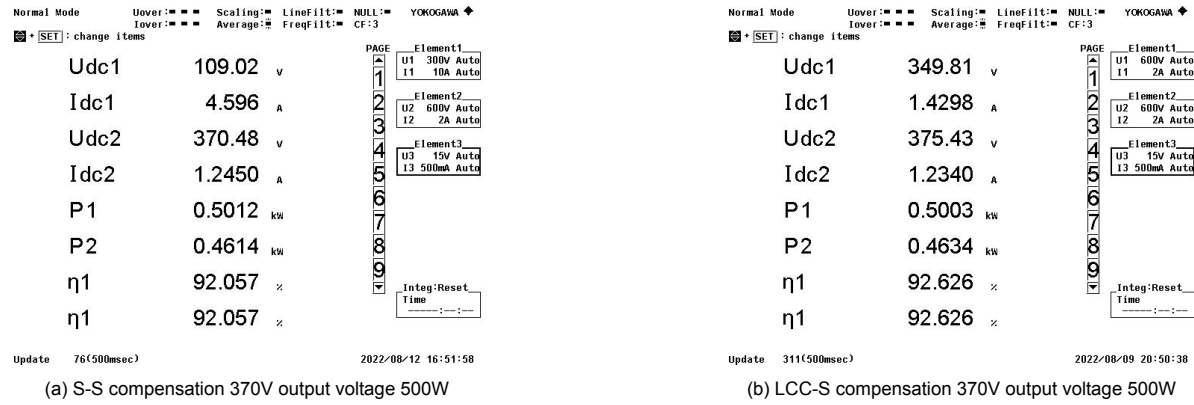 Normal Mode Uover: Scaling: LineFilt: NULL: YOKOGAWA
Iover: Average: FreqFilt: CF:3
+ SET : change items
PAGE
Udc1 109.02 V
Idc1 4.596 A
Udc2 370.48 V
Idc2 1.2450 A
P1 0.5012 kW
P2 0.4614 kW
η1 92.057 %
η1 92.057 %
1
2
3
4
5
6
7
8
9
Element1
U1 300V Auto
I1 10A Auto
Element2
U2 600V Auto
I2 2A Auto
Element3
U3 15V Auto
I3 500mA Auto
Integ:Reset
Time
-----:--:--
Update 76(500msec) 2022/08/12 16:51:58
(a) S-S compensation 370V output voltage 500W
Normal Mode Uover: Scaling: LineFilt: NULL: YOKOGAWA
Iover: Average: FreqFilt: CF:3
+ SET : change items
PAGE
Udc1 349.81 V
Idc1 1.4298 A
Udc2 375.43 V
Idc2 1.2340 A
P1 0.5003 kW
P2 0.4634 kW
η1 92.626 %
η1 92.626 %
1
2
3
4
5
6
7
8
9
Element1
U1 600V Auto
I1 2A Auto
Element2
U2 600V Auto
I2 2A Auto
Element3
U3 15V Auto
I3 500mA Auto
Integ:Reset
Time
-----:--:--
Update 311(500msec) 2022/08/09 20:50:38
(b) LCC-S compensation 370V output voltage 500W